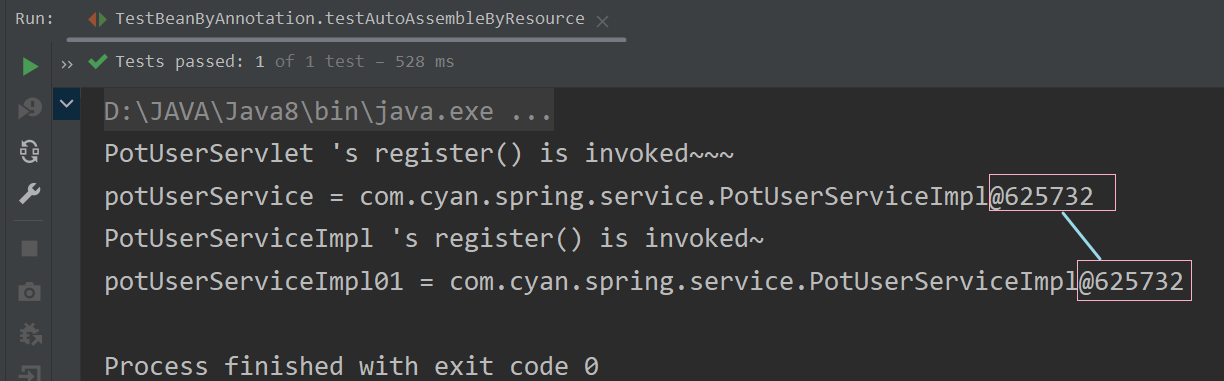 Run: TestBeanByAnnotation.testAutoAssembleByResource
Tests passed: 1 of 1 test – 528 ms
D:\JAVA\Java8\bin\java.exe ...
PotUserServlet 's register() is invoked~~~
potUserService = com.cyan.spring.service.PotUserServiceImpl@625732
PotUserServiceImpl 's register() is invoked~
potUserServiceImpl01 = com.cyan.spring.service.PotUserServiceImpl@625732
Process finished with exit code 0